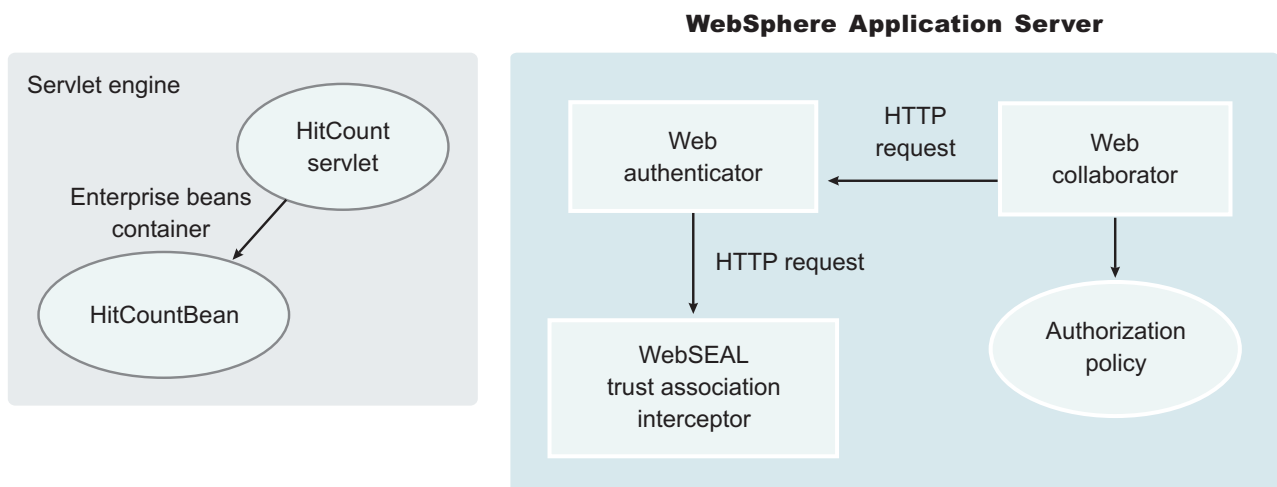 WebSphere Application Server
Servlet engine
HitCount
servlet
Enterprise beans
container
HitCountBean
Web
authenticator
HTTP
request
Web
collaborator
HTTP request
WebSEAL
trust association
interceptor
Authorization
policy